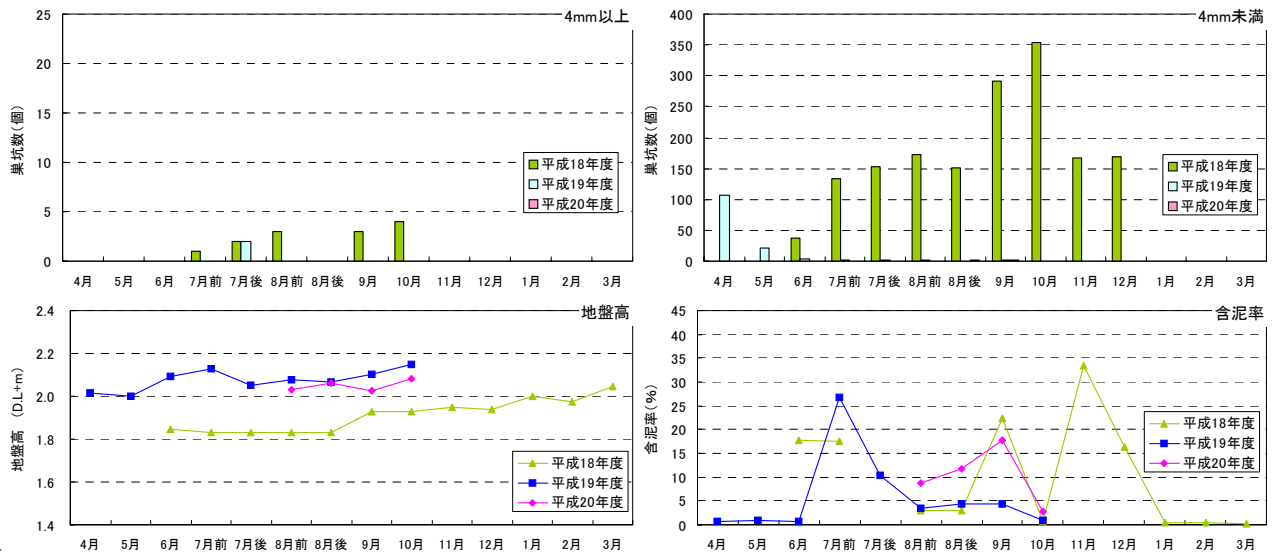 4mm以上
巣坑数(個)
25
20
15
10
5
0
平成18年度
平成19年度
平成20年度
4月 5月 6月 7月前 7月後 8月前 8月後 9月 10月 11月 12月 1月 2月 3月
4mm未満
巣坑数(個)
400
350
300
250
200
150
100
50
0
平成18年度
平成19年度
平成20年度
4月 5月 6月 7月前 7月後 8月前 8月後 9月 10月 11月 12月 1月 2月 3月
地盤高
地盤高 (D.L+m)
2.4
2.2
2.0
1.8
1.6
1.4
平成18年度
平成19年度
平成20年度
4月 5月 6月 7月前 7月後 8月前 8月後 9月 10月 11月 12月 1月 2月 3月
含泥率
含泥率(%)
45
40
35
30
25
20
15
10
5
0
平成18年度
平成19年度
平成20年度
4月 5月 6月 7月前 7月後 8月前 8月後 9月 10月 11月 12月 1月 2月 3月